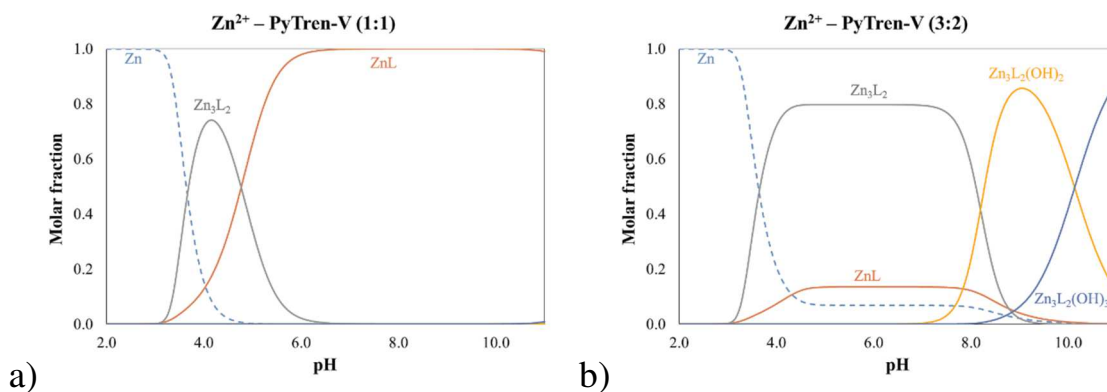 Zn²⁺ – PyTren-V (1:1)
1.0
0.8
0.6
0.4
0.2
0.0
Molar fraction
Zn
Zn₃L₂
ZnL
2.0 4.0 6.0 8.0 10.0
pH
a)
Zn²⁺ – PyTren-V (3:2)
1.0
0.8
0.6
0.4
0.2
0.0
Molar fraction
Zn
Zn₃L₂
Zn₃L₂(OH)₂
ZnL
Zn₃L₂(OH)₃
2.0 4.0 6.0 8.0 10.0
pH
b)